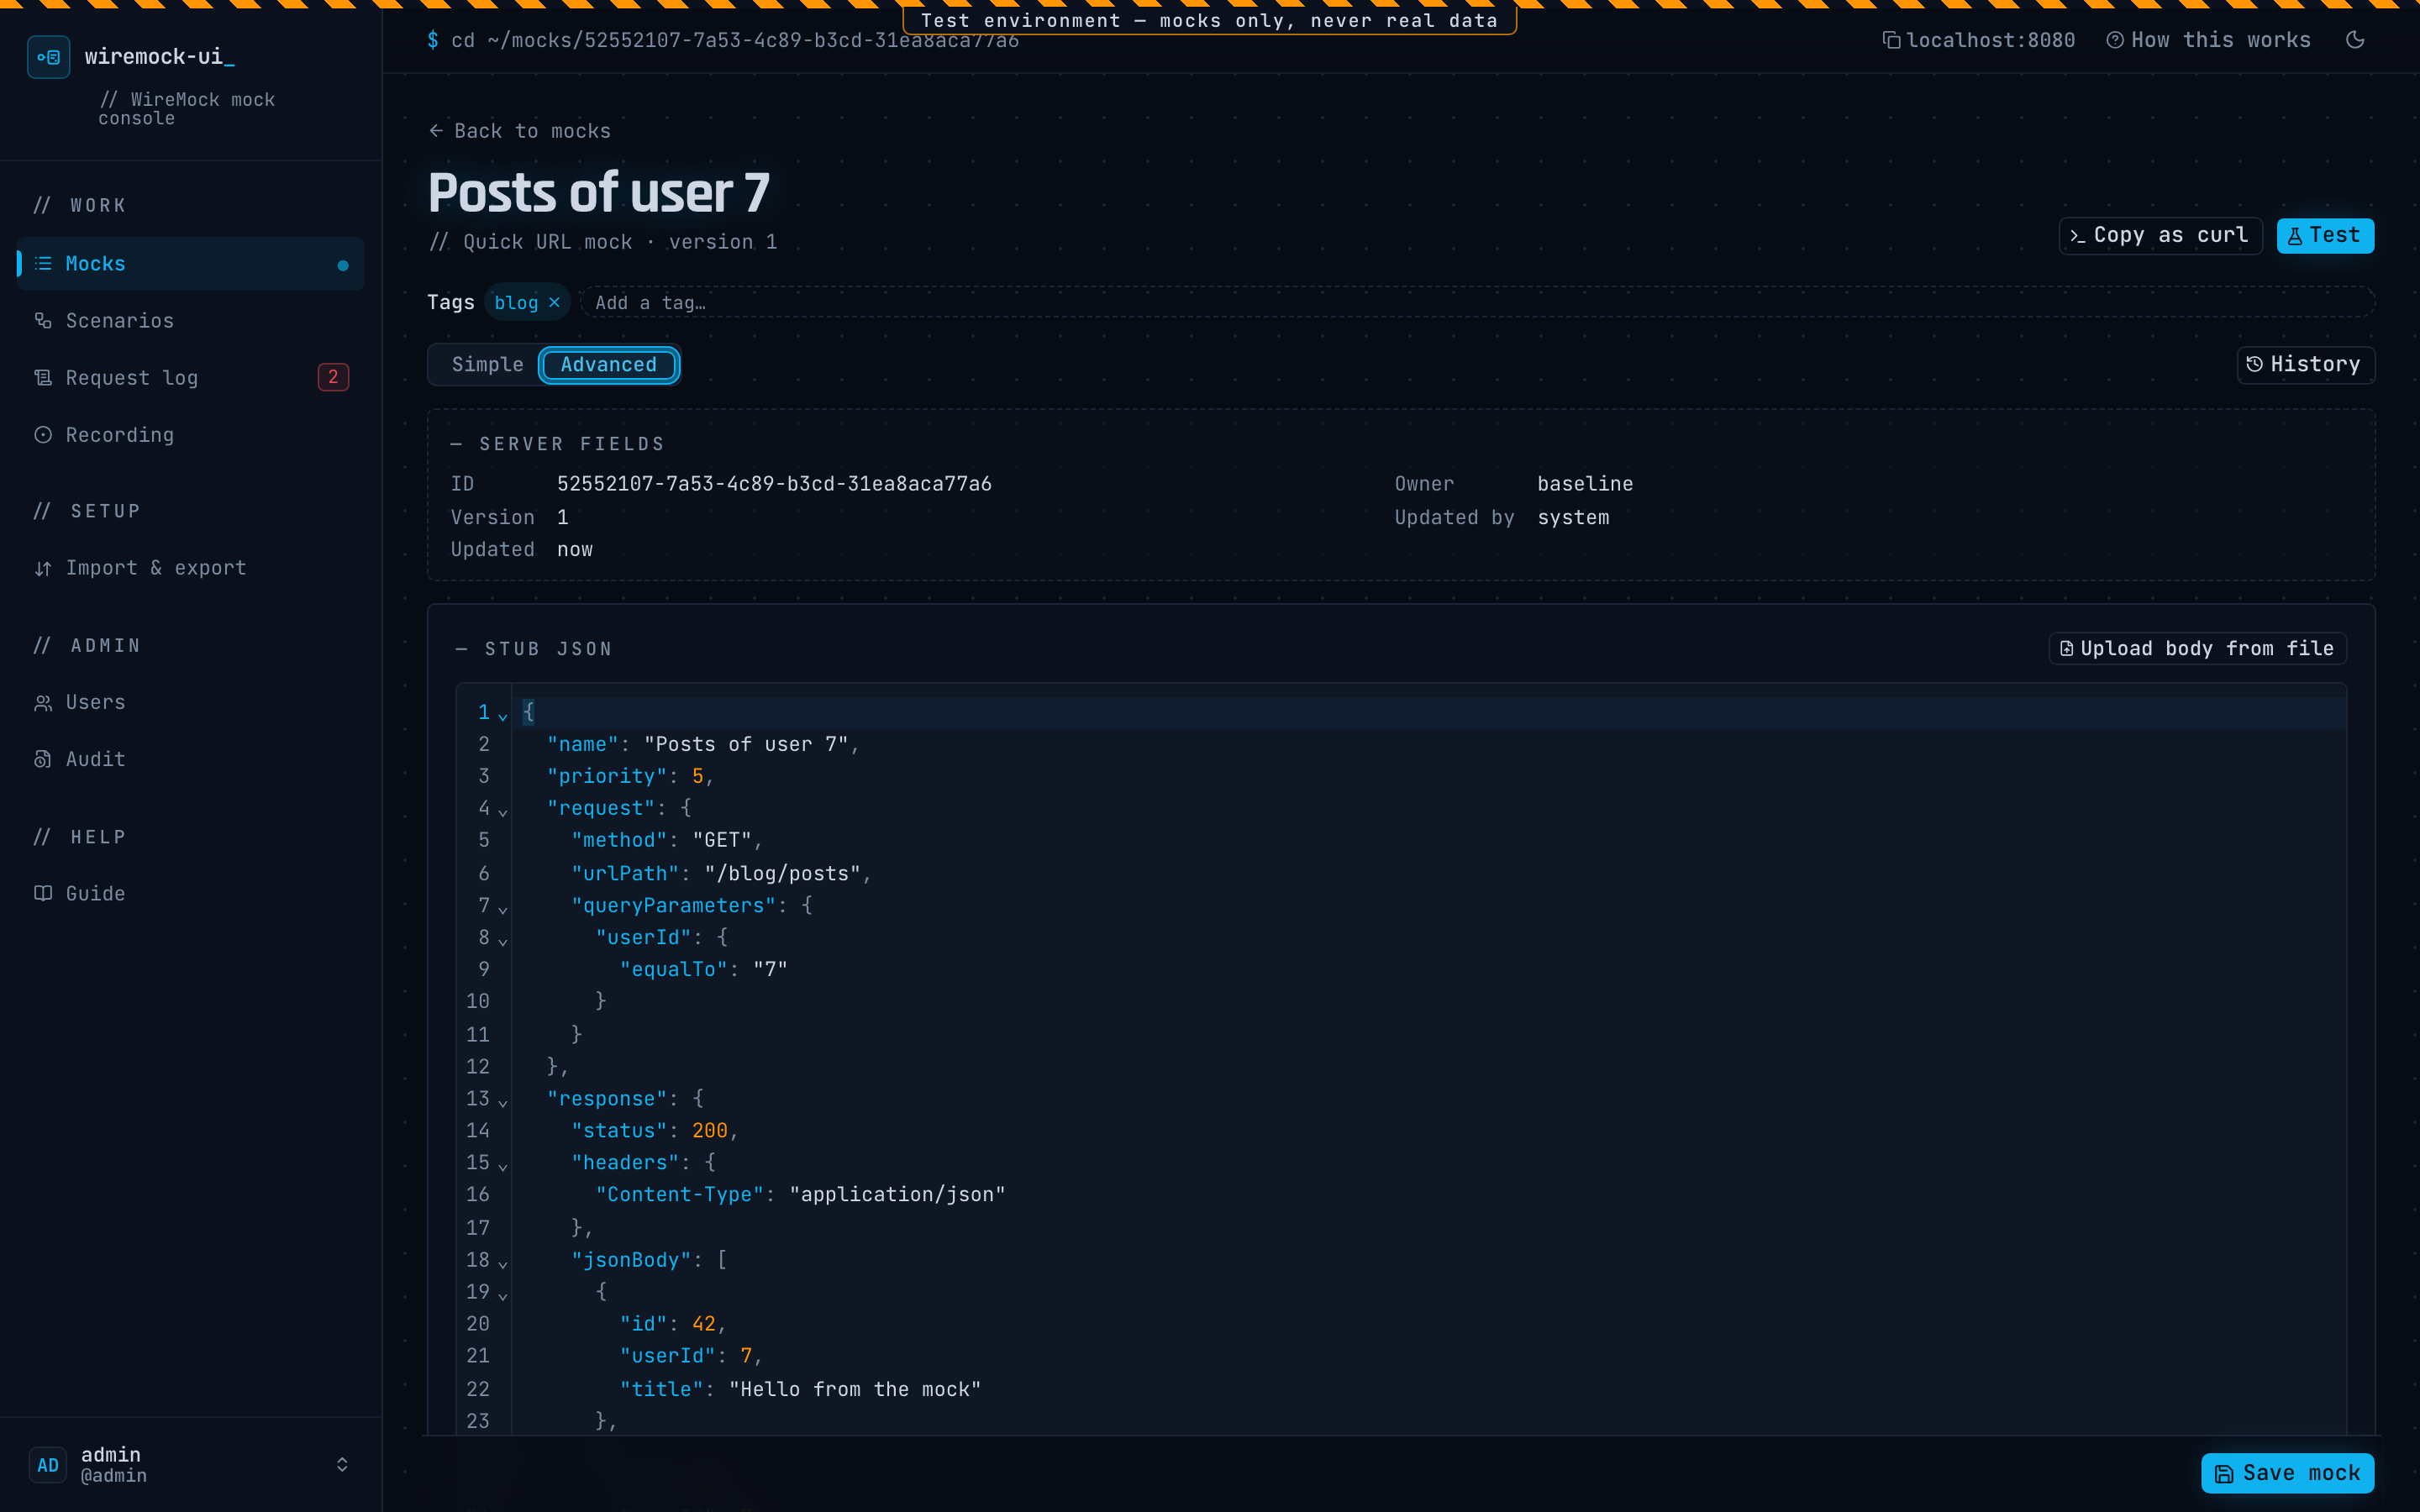 Test environment — mocks only, never real data
wiremock-ui_
// WireMock mock
console
// WORK
Mocks
Scenarios
Request log 2
Recording
// SETUP
Import & export
// ADMIN
Users
Audit
// HELP
Guide
AD admin
@admin
$ cd ~/mocks/52552107-7a53-4c89-b3cd-31ea8aca77a6
localhost:8080 How this works
← Back to mocks
Posts of user 7
// Quick URL mock · version 1
Copy as curl Test
Tags blog × Add a tag…
Simple Advanced History
— SERVER FIELDS
ID 52552107-7a53-4c89-b3cd-31ea8aca77a6 Owner baseline
Version 1 Updated by system
Updated now
— STUB JSON Upload body from file
1 {
2 "name": "Posts of user 7",
3 "priority": 5,
4 "request": {
5 "method": "GET",
6 "urlPath": "/blog/posts",
7 "queryParameters": {
8 "userId": {
9 "equalTo": "7"
10 }
11 }
12 },
13 "response": {
14 "status": 200,
15 "headers": {
16 "Content-Type": "application/json"
17 },
18 "jsonBody": [
19 {
20 "id": 42,
21 "userId": 7,
22 "title": "Hello from the mock"
23 },
Save mock